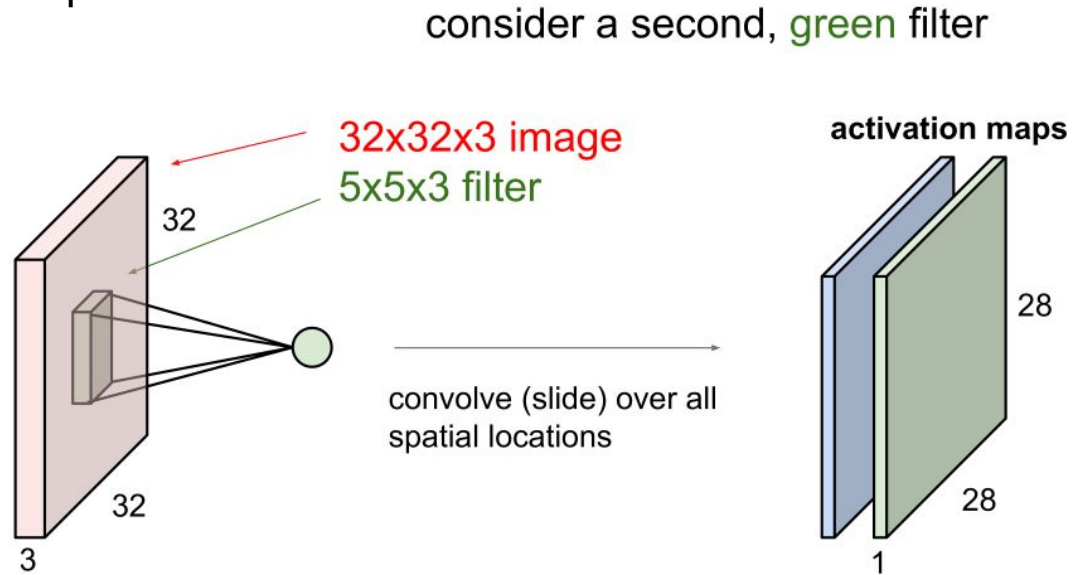 consider a second, green filter
32x32x3 image
5x5x3 filter
activation maps
32
32
3
convolve (slide) over all
spatial locations
28
28
1